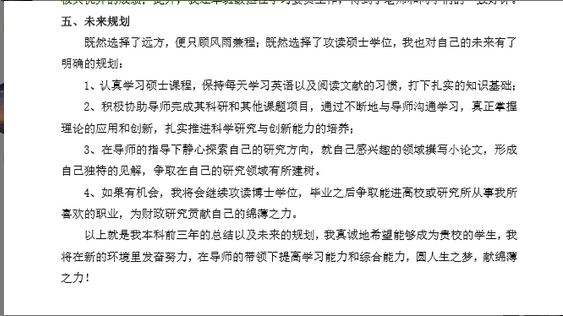 五、未来规划
既然选择了远方，便只顾风雨兼程；既然选择了攻读硕士学位，我也对自己的未来有了
明确的规划：
1、认真学习硕士课程，保持每天学习英语以及阅读文献的习惯，打下扎实的知识基础；
2、积极协助导师完成其科研和其他课题项目，通过不断地与导师沟通学习，真正掌握
理论的应用和创新，扎实推进科学研究与创新能力的培养；
3、在导师的指导下静心探索自己的研究方向，就自己感兴趣的领域撰写小论文，形成
自己独特的见解，争取在自己的研究领域有所建树。
4、如果有机会，我将会继续攻读博士学位，毕业之后争取能进高校或研究所从事我所
喜欢的职业，为财政研究贡献自己的绵薄之力。
以上就是我本科前三年的总结以及未来的规划，我真诚地希望能够成为贵校的学生，我
将在新的环境里发奋努力，在导师的带领下提高学习能力和综合能力，圆人生之梦，献绵薄
之力！